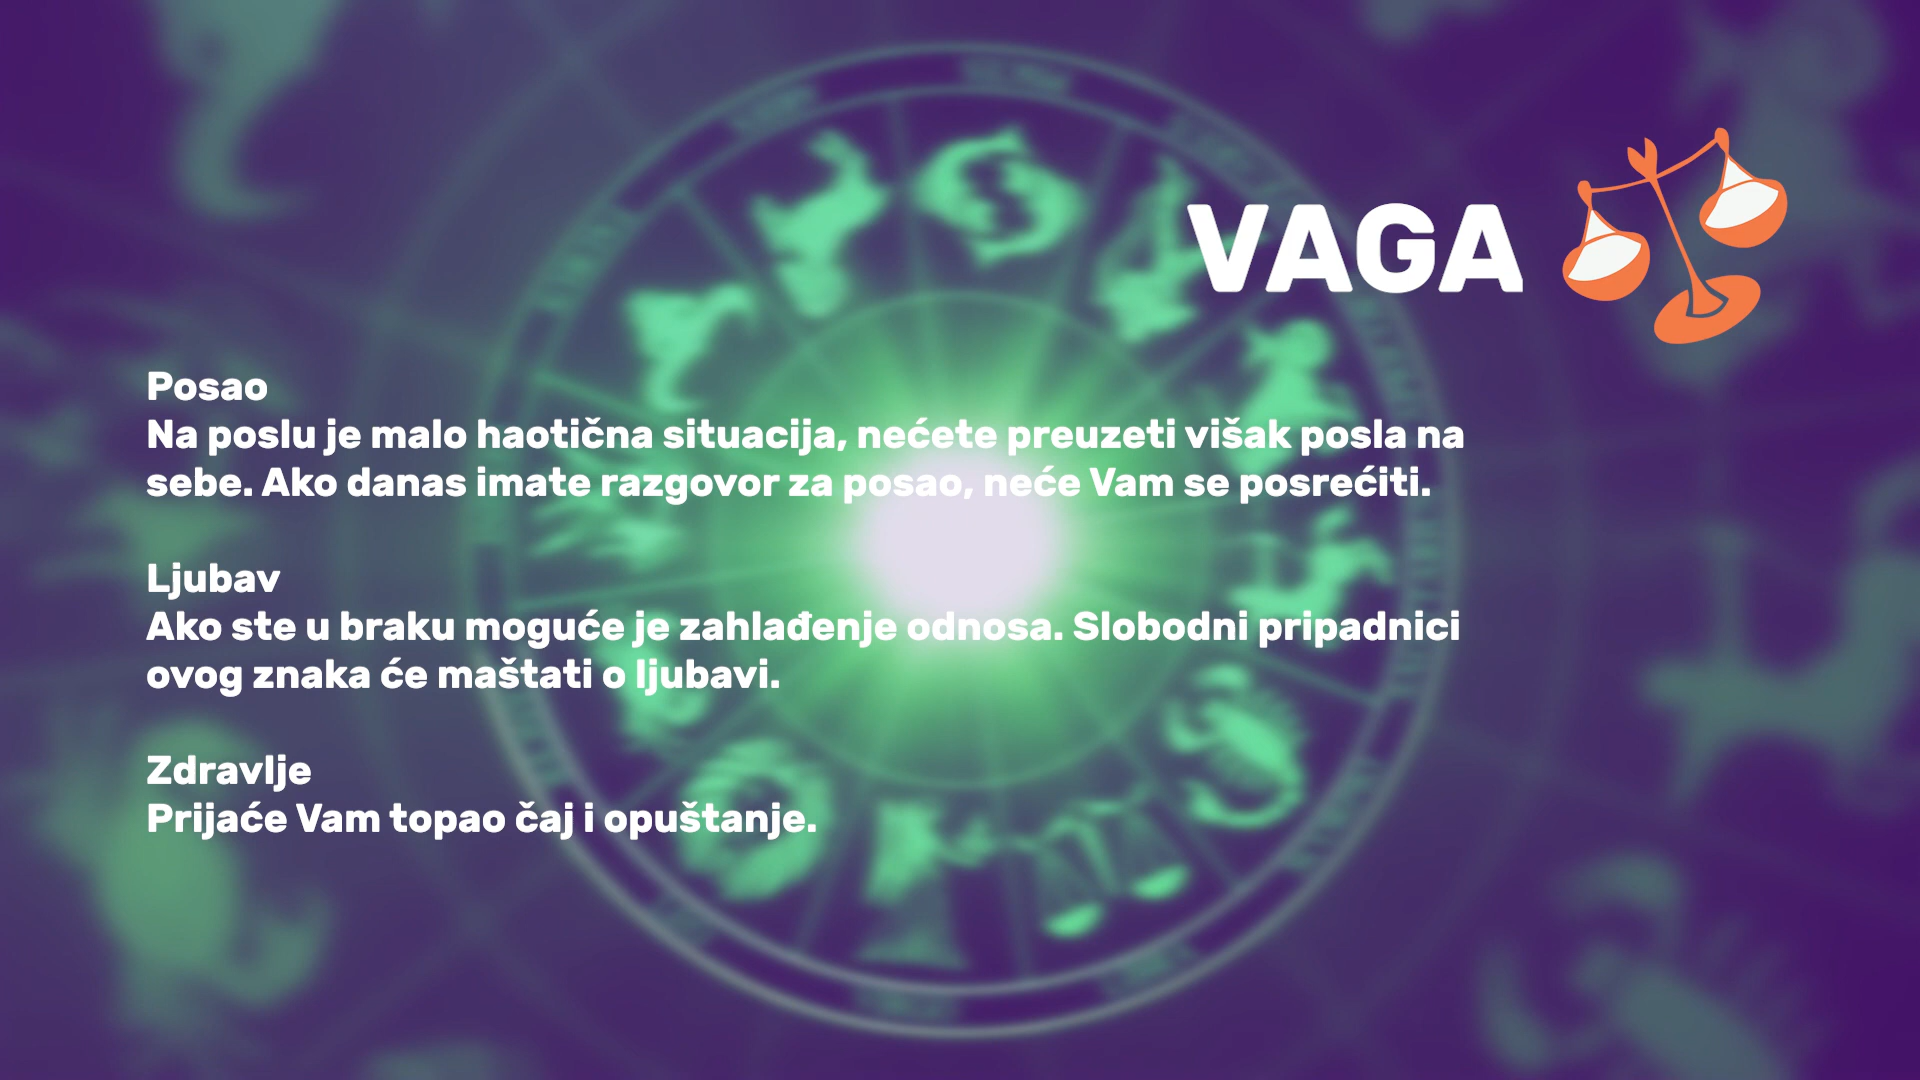 VAGA
Posao
Na poslu je malo haotična situacija, nećete preuzeti višak posla na
sebe. Ako danas imate razgovor za posao, neće Vam se posrećiti.
Ljubav
Ako ste u braku moguće je zahlađenje odnosa. Slobodni pripadnici
ovog znaka će maštati o ljubavi.
Zdravlje
Prijaće Vam topao čaj i opuštanje.